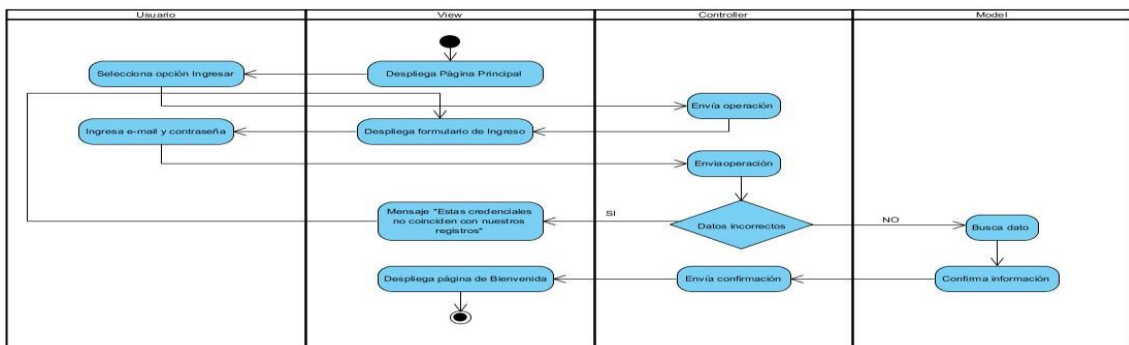 Usuario
View
Controller
Model
Selecciona opción Ingresar
Despliega Página Principal
Envía operación
Ingresa e-mail y contraseña
Despliega formulario de Ingreso
Enviaoperación
Mensaje "Estas credenciales
no coinciden con nuestros
registros"
SI
Datos incorrectos
NO
Busca dato
Despliega página de Bienvenida
Envía confirmación
Confirma información